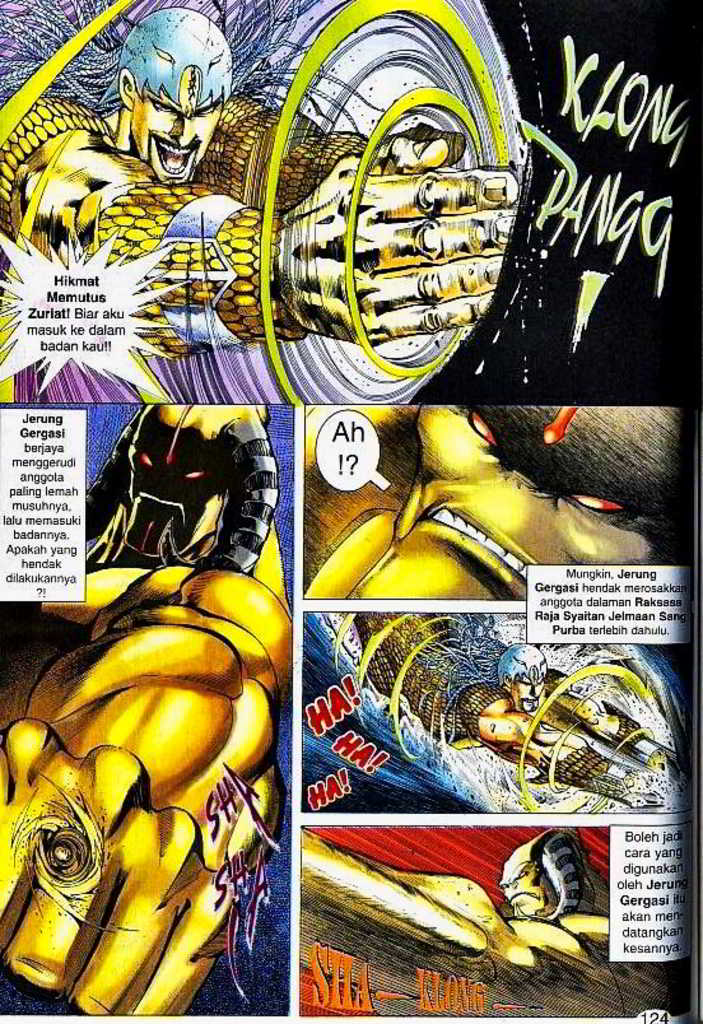 KLONG
DANGG
!
Hikmat
Memutus
Zuriat! Biar aku
masuk ke dalam
badan kau!!
Jerung
Gergasi
berjaya
menggerudi
anggota
paling lemah
musuhnya,
lalu memasuki
badannya.
Apakah yang
hendak
dilakukannya
?!
SHA
SHA
Ah
!?
Mungkin, Jerung
Gergasi hendak merosakkan
anggota dalaman Raksasa
Raja Syaitan Jelmaan Sang
Purba terlebih dahulu.
HA!
HA!
HA!
Boleh jadi
cara yang
digunakan
oleh Jerung
Gergasi itu
akan men-
datangkan
kesannya.
SHA - KLONG
124